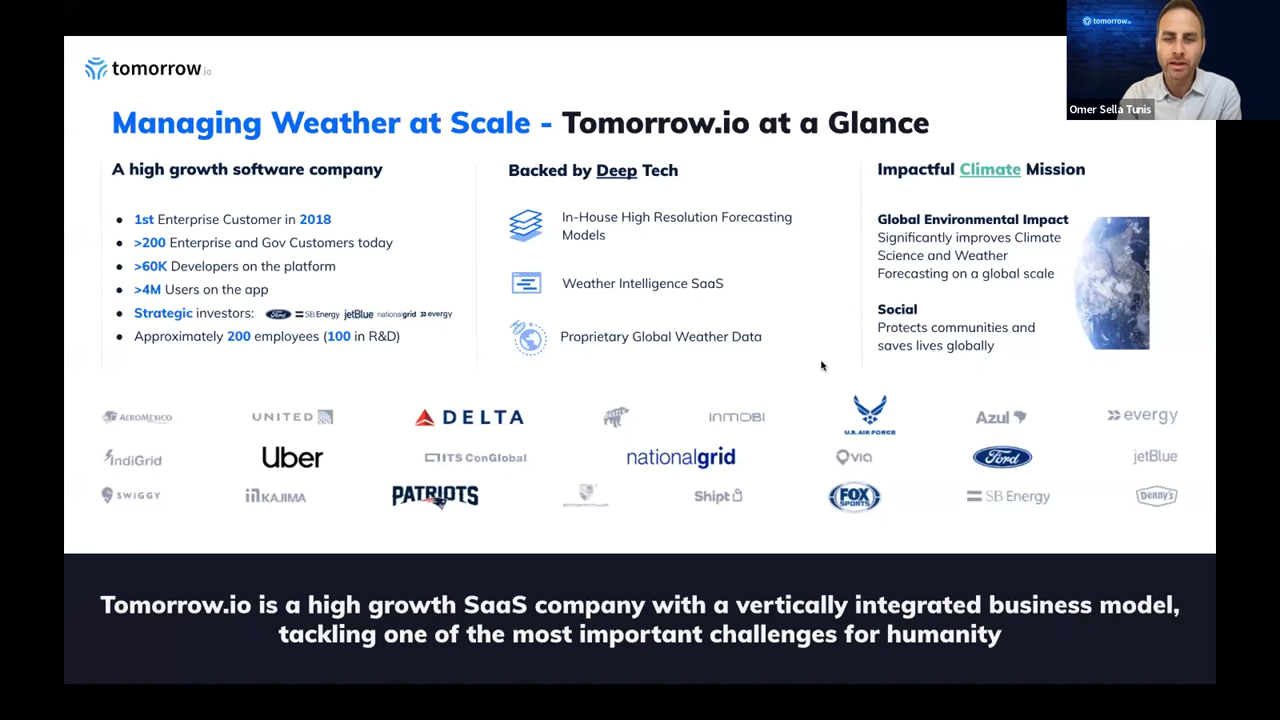 tomorrow.io
tomorrow.io
Omer Sella Tunis
Managing Weather at Scale - Tomorrow.io at a Glance
A high growth software company
1st Enterprise Customer in 2018
>200 Enterprise and Gov Customers today
>60K Developers on the platform
>4M Users on the app
Strategic investors: Ford SB Energy jetBlue nationalgrid evergy
Approximately 200 employees (100 in R&D)
Backed by Deep Tech
In-House High Resolution Forecasting
Models
Weather Intelligence SaaS
Proprietary Global Weather Data
Impactful Climate Mission
Global Environmental Impact
Significantly improves Climate
Science and Weather
Forecasting on a global scale
Social
Protects communities and
saves lives globally
AEROMEXICO UNITED DELTA INMOBI U.S. AIR FORCE Azul evergy
IndiGrid Uber ITS ConGlobal nationalgrid VIA Ford jetBlue
SWIGGY KAJIMA PATRIOTS Shipt FOX SPORTS SB Energy Denny's
Tomorrow.io is a high growth SaaS company with a vertically integrated business model,
tackling one of the most important challenges for humanity